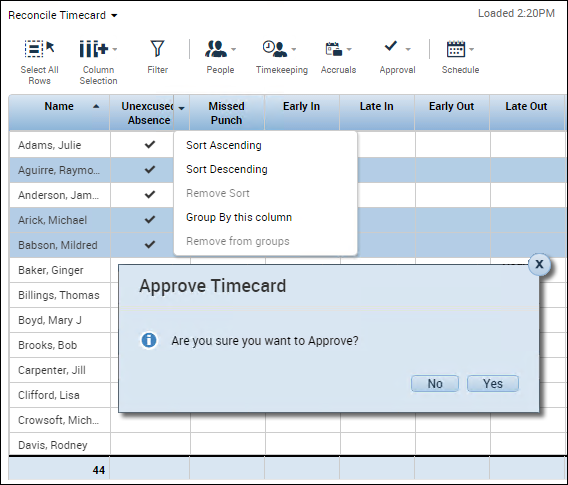 Reconcile Timecard
Loaded 2:20PM
Select All Rows
Column Selection
Filter
People
Timekeeping
Accruals
Approval
Schedule
Name
Unexcused Absence
Missed Punch
Early In
Late In
Early Out
Late Out
Adams, Julie
Aguirre, Raymo...
Anderson, Jam...
Arick, Michael
Babson, Mildred
Baker, Ginger
Billings, Thomas
Boyd, Mary J
Brooks, Bob
Carpenter, Jill
Clifford, Lisa
Crowsoft, Mich...
Davis, Rodney
44
Sort Ascending
Sort Descending
Remove Sort
Group By this column
Remove from groups
X
Approve Timecard
Are you sure you want to Approve?
No
Yes